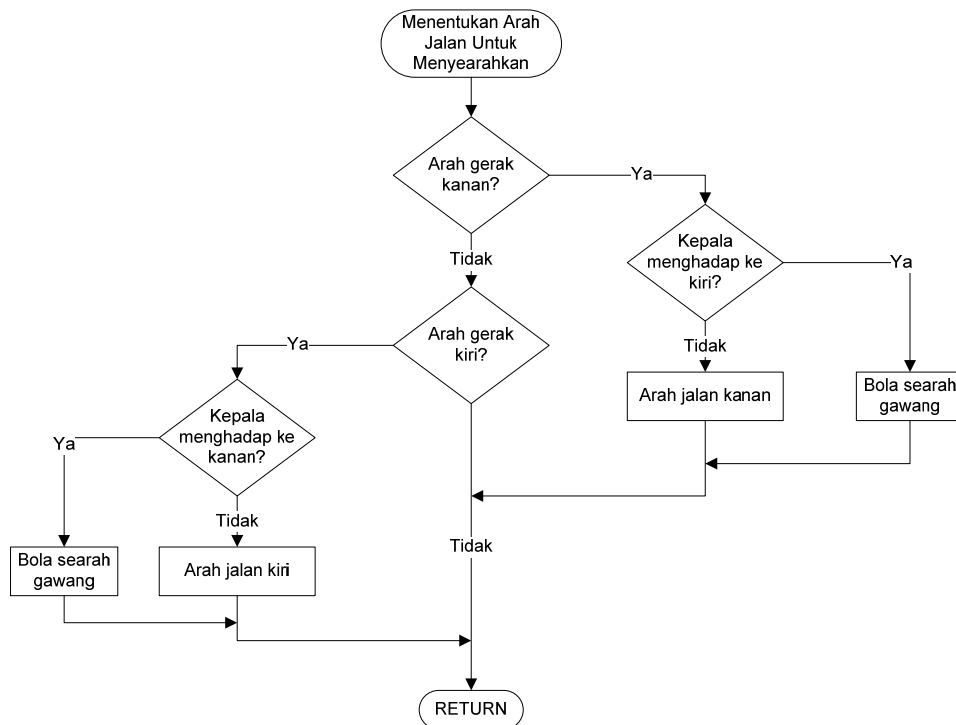 Menentukan Arah
Jalan Untuk
Menyearahkan
Arah gerak
kanan?
Ya
Tidak
Kepala
menghadap ke
kiri?
Ya
Tidak
Arah jalan kanan
Bola searah
gawang
Arah gerak
kiri?
Ya
Kepala
menghadap ke
kanan?
Ya
Tidak
Bola searah
gawang
Arah jalan kiri
Tidak
RETURN